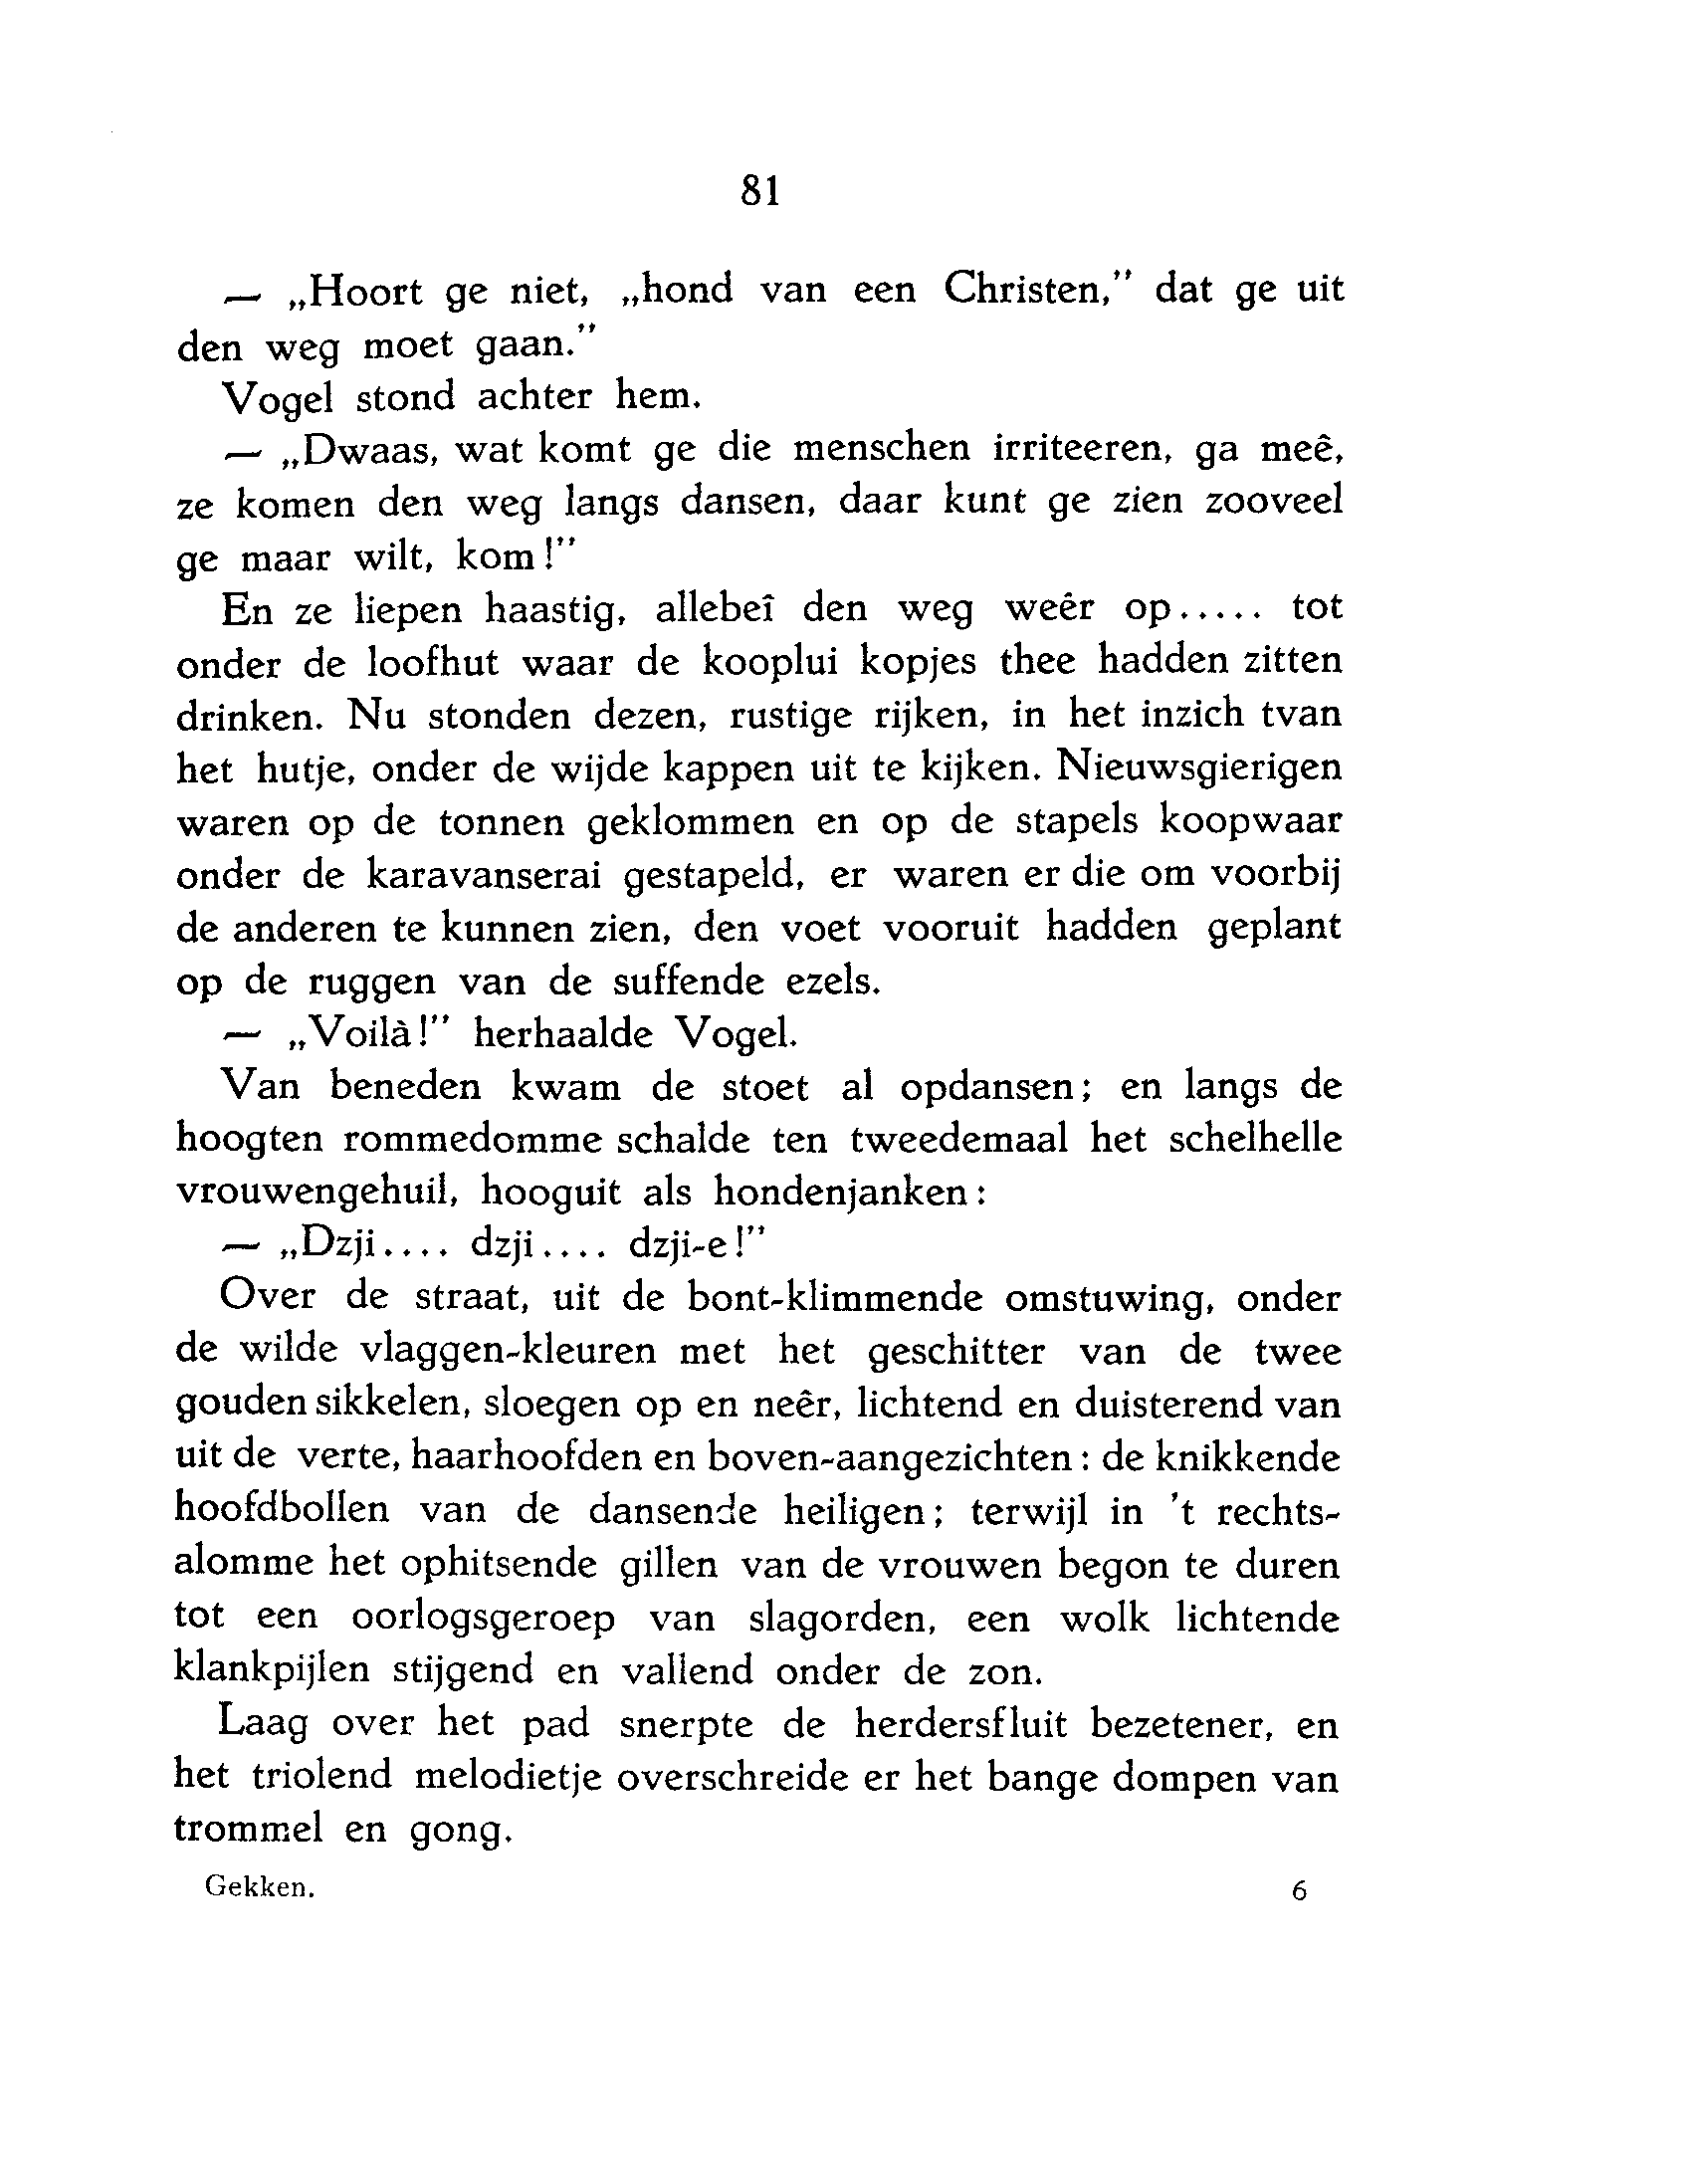 81
— „Hoort ge niet, „hond van een Christen,” dat ge uit
den weg moet gaan.”
Vogel stond achter hem.
— „Dwaas, wat komt ge die menschen irriteeren, ga meê,
ze komen den weg langs dansen, daar kunt ge zien zooveel
ge maar wilt, kom!”
En ze liepen haastig, allebeî den weg weêr op..... tot
onder de loofhut waar de kooplui kopjes thee hadden zitten
drinken. Nu stonden dezen, rustige rijken, in het inzich tvan
het hutje, onder de wijde kappen uit te kijken. Nieuwsgierigen
waren op de tonnen geklommen en op de stapels koopwaar
onder de karavanserai gestapeld, er waren er die om voorbij
de anderen te kunnen zien, den voet vooruit hadden geplant
op de ruggen van de suffende ezels.
— „Voilà!” herhaalde Vogel.
Van beneden kwam de stoet al opdansen; en langs de
hoogten rommedomme schalde ten tweedemaal het schelhelle
vrouwengehuil, hooguit als hondenjanken:
— „Dzji.... dzji.... dzji-e!”
Over de straat, uit de bont-klimmende omstuwing, onder
de wilde vlaggen-kleuren met het geschitter van de twee
gouden sikkelen, sloegen op en neêr, lichtend en duisterend van
uit de verte, haarhoofden en boven-aangezichten: de knikkende
hoofdbollen van de dansende heiligen; terwijl in 't rechts-
alomme het ophitsende gillen van de vrouwen begon te duren
tot een oorlogsgeroep van slagorden, een wolk lichtende
klankpijlen stijgend en vallend onder de zon.
Laag over het pad snerpte de herdersfluit bezetener, en
het triolend melodietje overschreide er het bange dompen van
trommel en gong.
Gekken. 6